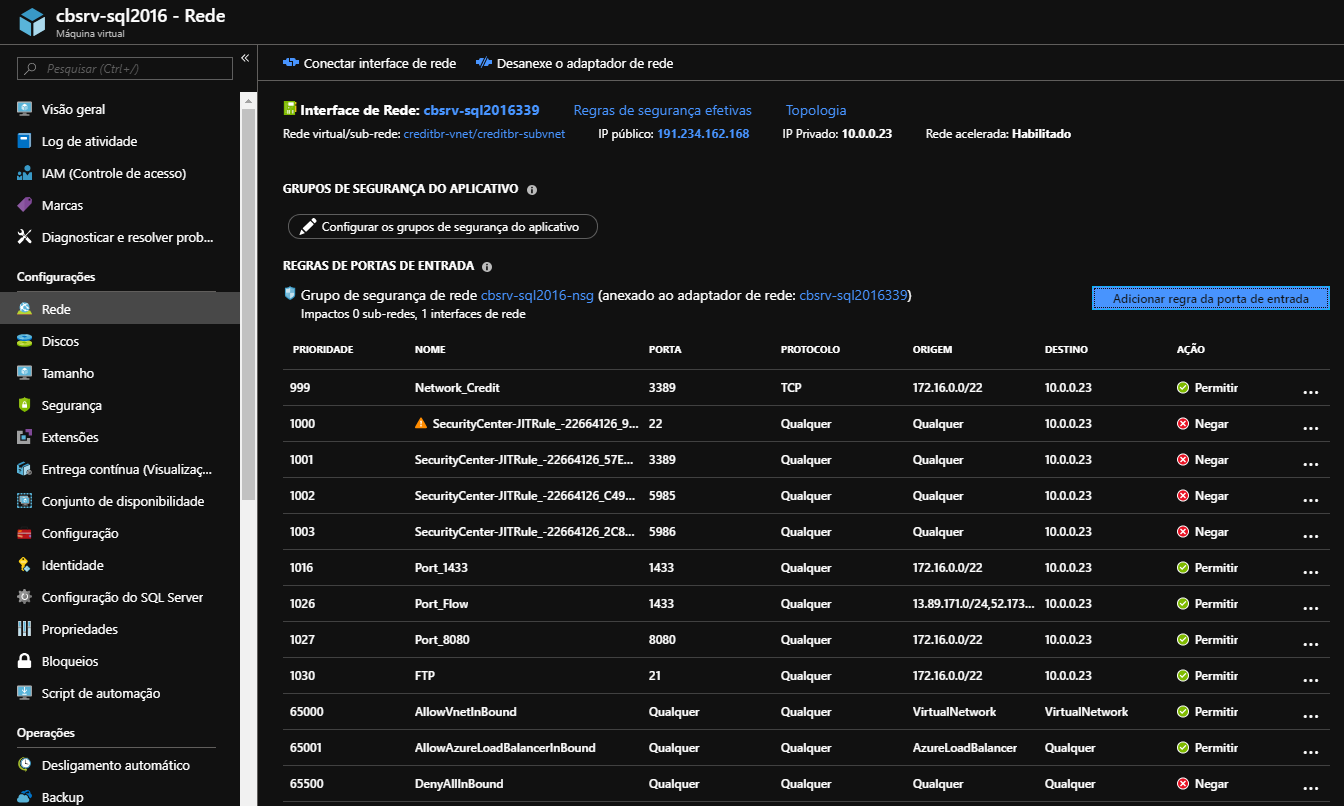 cbsrv-sql2016 - Rede
Máquina virtual
Pesquisar (Ctrl+/)
«
Visão geral
Log de atividade
IAM (Controle de acesso)
Marcas
Diagnosticar e resolver prob...
Configurações
Rede
Discos
Tamanho
Segurança
Extensões
Entrega contínua (Visualizaç...
Conjunto de disponibilidade
Configuração
Identidade
Configuração do SQL Server
Propriedades
Bloqueios
Script de automação
Operações
Desligamento automático
Backup
Conectar interface de rede Desanexe o adaptador de rede
Interface de Rede: cbsrv-sql2016339 Regras de segurança efetivas Topologia
Rede virtual/sub-rede: creditbr-vnet/creditbr-subvnet IP público: 191.234.162.168 IP Privado: 10.0.0.23 Rede acelerada: Habilitado
GRUPOS DE SEGURANÇA DO APLICATIVO
Configurar os grupos de segurança do aplicativo
REGRAS DE PORTAS DE ENTRADA
Grupo de segurança de rede cbsrv-sql2016-nsg (anexado ao adaptador de rede: cbsrv-sql2016339)
Impactos 0 sub-redes, 1 interfaces de rede
Adicionar regra da porta de entrada
PRIORIDADE NOME PORTA PROTOCOLO ORIGEM DESTINO AÇÃO
999 Network_Credit 3389 TCP 172.16.0.0/22 10.0.0.23 Permitir ...
1000 SecurityCenter-JITRule_-22664126_9... 22 Qualquer Qualquer 10.0.0.23 Negar ...
1001 SecurityCenter-JITRule_-22664126_57E... 3389 Qualquer Qualquer 10.0.0.23 Negar ...
1002 SecurityCenter-JITRule_-22664126_C49... 5985 Qualquer Qualquer 10.0.0.23 Negar ...
1003 SecurityCenter-JITRule_-22664126_2C8... 5986 Qualquer Qualquer 10.0.0.23 Negar ...
1016 Port_1433 1433 Qualquer 172.16.0.0/22 10.0.0.23 Permitir ...
1026 Port_Flow 1433 Qualquer 13.89.171.0/24,52.173... 10.0.0.23 Permitir ...
1027 Port_8080 8080 Qualquer 172.16.0.0/22 10.0.0.23 Permitir ...
1030 FTP 21 Qualquer 172.16.0.0/22 10.0.0.23 Permitir ...
65000 AllowVnetInBound Qualquer Qualquer VirtualNetwork VirtualNetwork Permitir ...
65001 AllowAzureLoadBalancerInBound Qualquer Qualquer AzureLoadBalancer Qualquer Permitir ...
65500 DenyAllInBound Qualquer Qualquer Qualquer Qualquer Negar ...